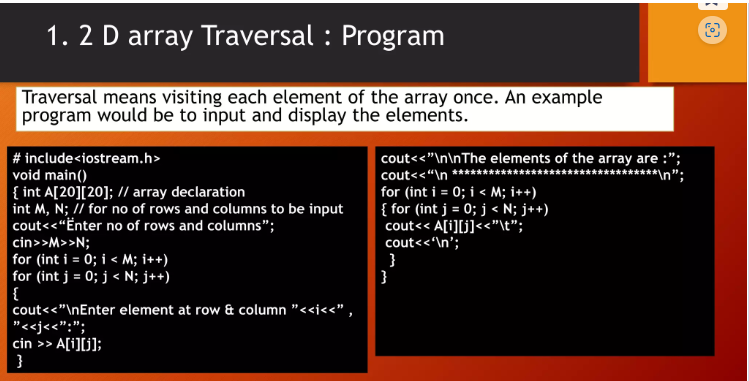 1. 2 D array Traversal : Program
Traversal means visiting each element of the array once. An example
program would be to input and display the elements.
# include<iostream.h>
void main()
{ int A[20][20]; // array declaration
int M, N; // for no of rows and columns to be input
cout<<“Enter no of rows and columns”;
cin>>M>>N;
for (int i = 0; i < M; i++)
for (int j = 0; j < N; j++)
{
cout<<”\nEnter element at row & column ”<<i<<” ,
”<<j<<”:”;
cin >> A[i][j];
}
cout<<”\n\nThe elements of the array are :”;
cout<<“\n **********************************\n”;
for (int i = 0; i < M; i++)
{ for (int j = 0; j < N; j++)
cout<< A[i][j]<<”\t”;
cout<<‘\n’;
}
}